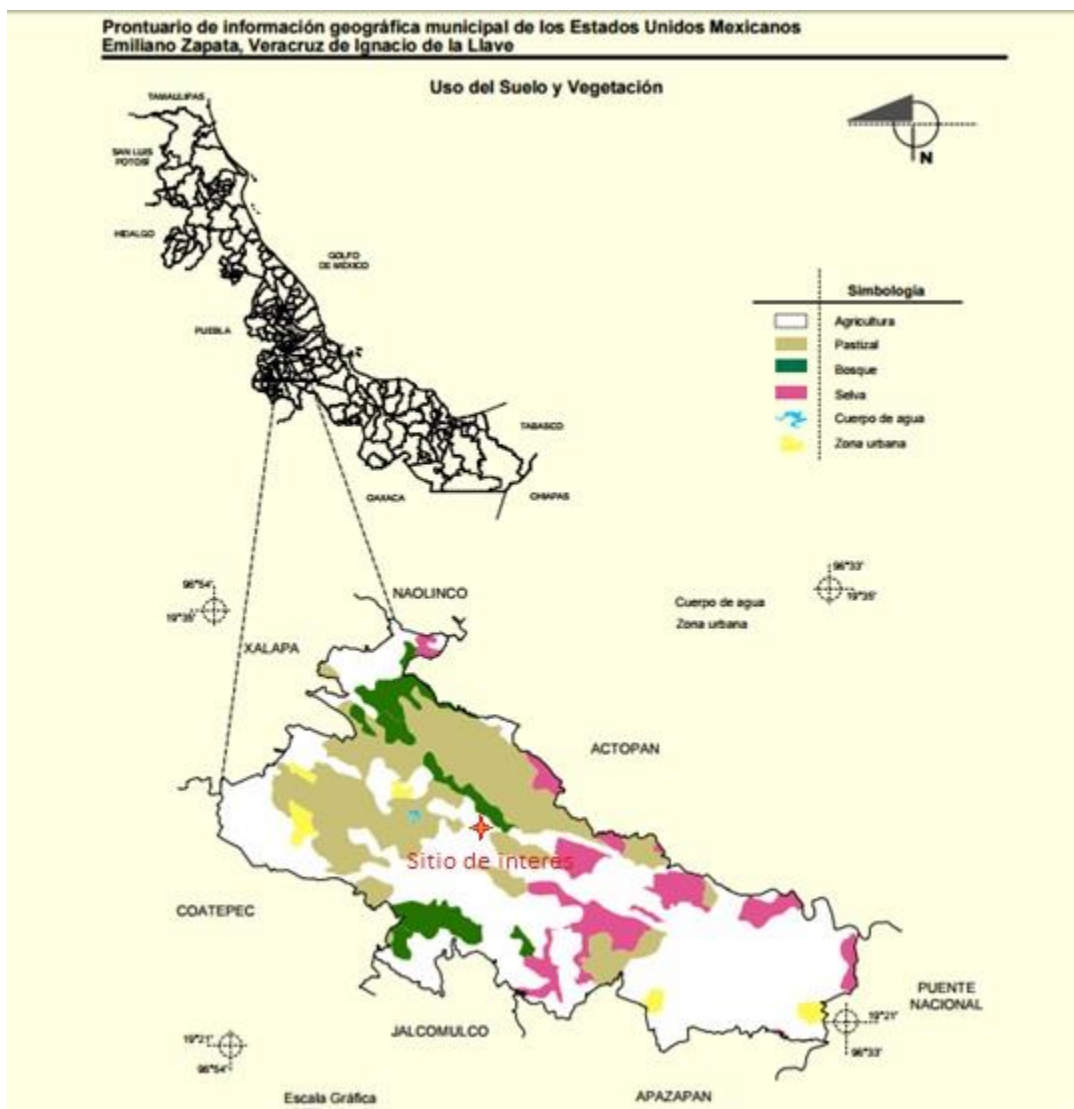 Prontuario de información geográfica municipal de los Estados Unidos Mexicanos
Emiliano Zapata, Veracruz de Ignacio de la Llave
Uso del Suelo y Vegetación
TAMAULIPAS
SAN LUIS
POTOSÍ
HIDALGO
GOLFO
DE MÉXICO
PUEBLA
TABASCO
OAXACA
CHIAPAS
N
Simbología
Agricultura
Pastizal
Bosque
Selva
Cuerpo de agua
Zona urbana
96°54'
19°35'
96°33'
19°35'
Cuerpo de agua
Zona urbana
NAOLINCO
XALAPA
ACTOPAN
Sitio de interés
COATEPEC
JALCOMULCO
PUENTE
NACIONAL
19°21'
96°33'
19°21'
96°54'
APAZAPAN
Escala Gráfica